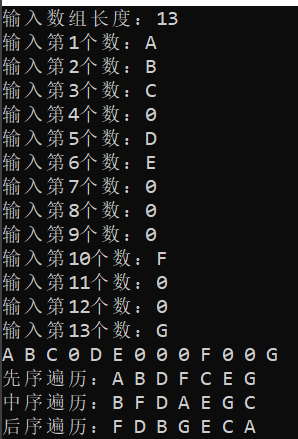 输入数组长度: 13
输入第1个数: A
输入第2个数: B
输入第3个数: C
输入第4个数: 0
输入第5个数: D
输入第6个数: E
输入第7个数: 0
输入第8个数: 0
输入第9个数: 0
输入第10个数: F
输入第11个数: 0
输入第12个数: 0
输入第13个数: G
A B C 0 D E 0 0 0 F 0 0 G
先序遍历: A B D F C E G
中序遍历: B F D A E G C
后序遍历: F D B G E C A